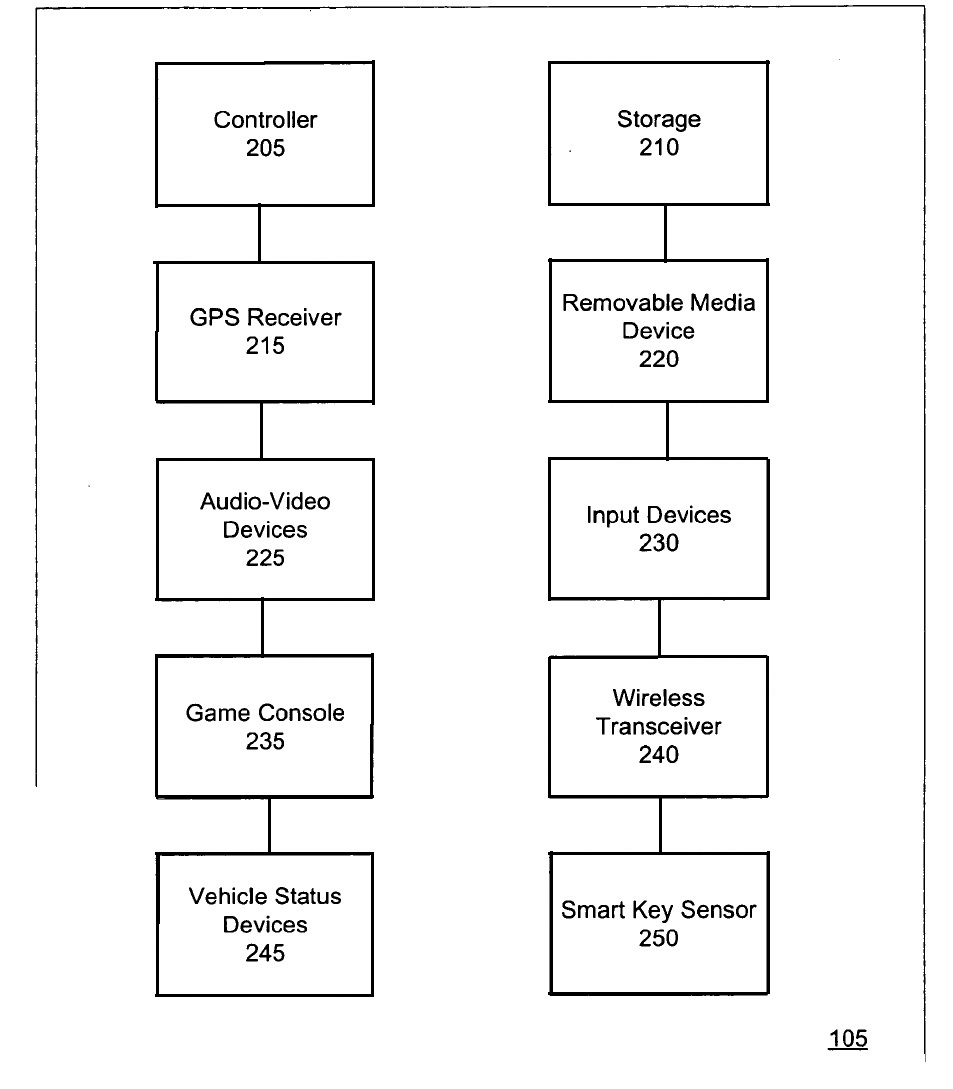 Controller
205
Storage
210
GPS Receiver
215
Removable Media
Device
220
Audio-Video
Devices
225
Input Devices
230
Game Console
235
Wireless
Transceiver
240
Vehicle Status
Devices
245
Smart Key Sensor
250
105